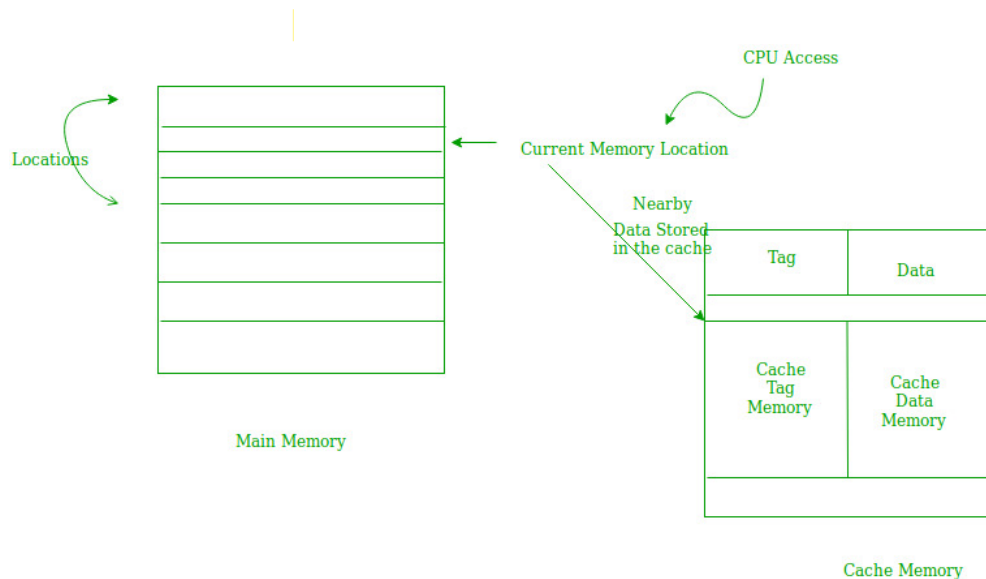 CPU Access
Locations
Current Memory Location
Nearby
Data Stored
in the cache
Tag
Data
Cache
Tag
Memory
Cache
Data
Memory
Main Memory
Cache Memory